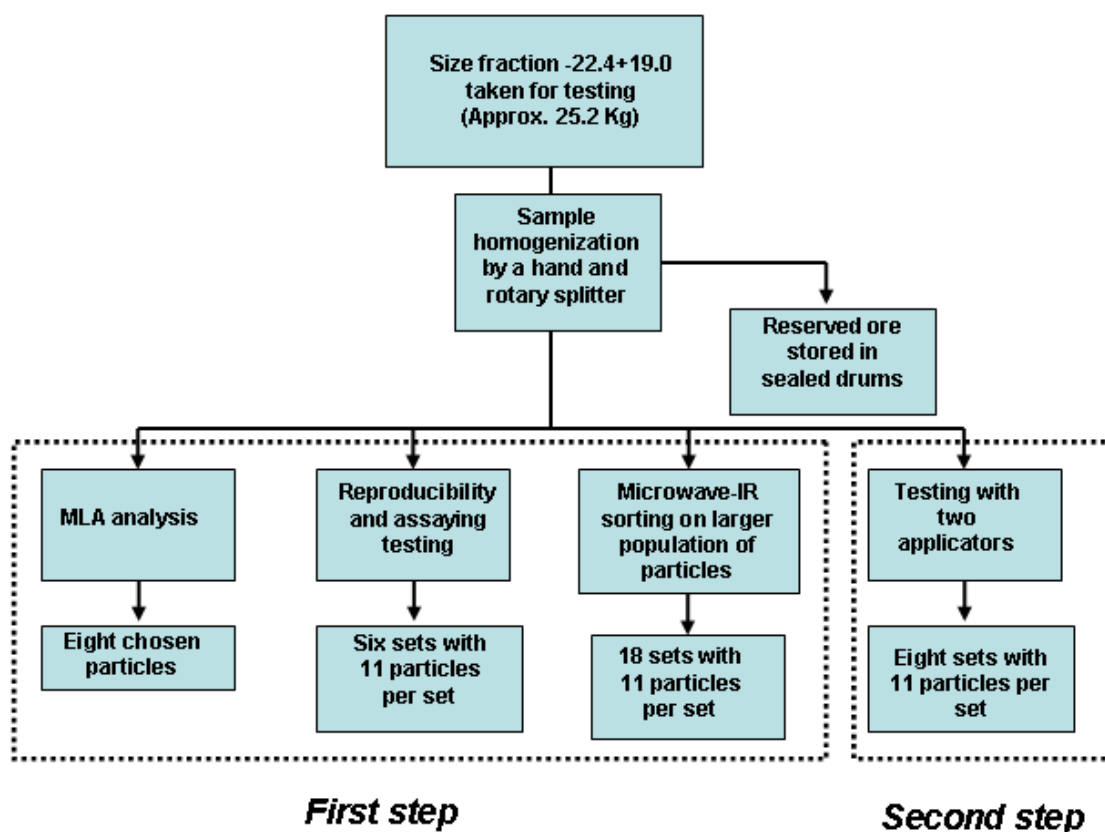 Size fraction -22.4+19.0
taken for testing
(Approx. 25.2 Kg)
Sample
homogenization
by a hand and
rotary splitter
Reserved ore
stored in
sealed drums
MLA analysis
Reproducibility
and assaying
testing
Microwave-IR
sorting on larger
population of
particles
Testing with
two
applicators
Eight chosen
particles
Six sets with
11 particles
per set
18 sets with
11 particles
per set
Eight sets with
11 particles per
set
First step
Second step